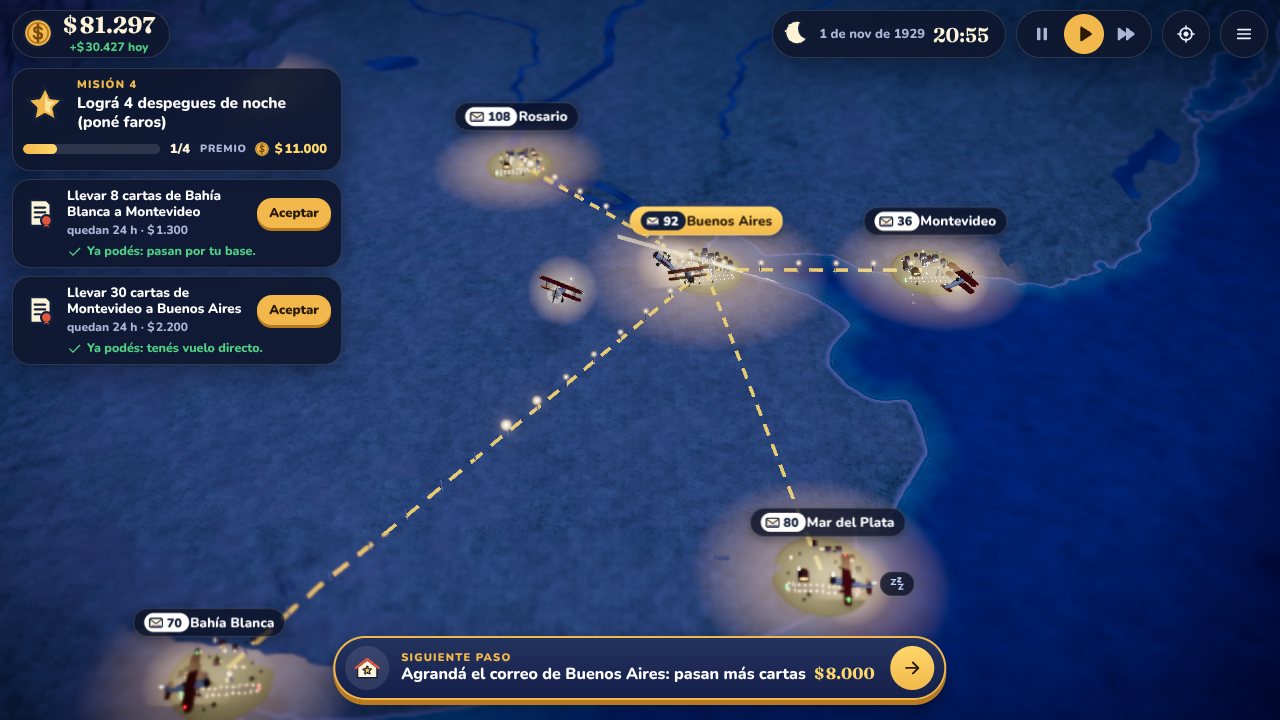 $81.297
+$30.427 hoy
1 de nov de 1929 20:55
MISIÓN 4
Lográ 4 despegues de noche
(poné faros)
1/4 PREMIO $11.000
Llevar 8 cartas de Bahía
Blanca a Montevideo
quedan 24 h · $1.300
Aceptar
Ya podés: pasan por tu base.
Llevar 30 cartas de
Montevideo a Buenos Aires
quedan 24 h · $2.200
Aceptar
Ya podés: tenés vuelo directo.
108 Rosario
92 Buenos Aires
36 Montevideo
80 Mar del Plata
zzz
70 Bahía Blanca
SIGUIENTE PASO
Agrandá el correo de Buenos Aires: pasan más cartas $8.000